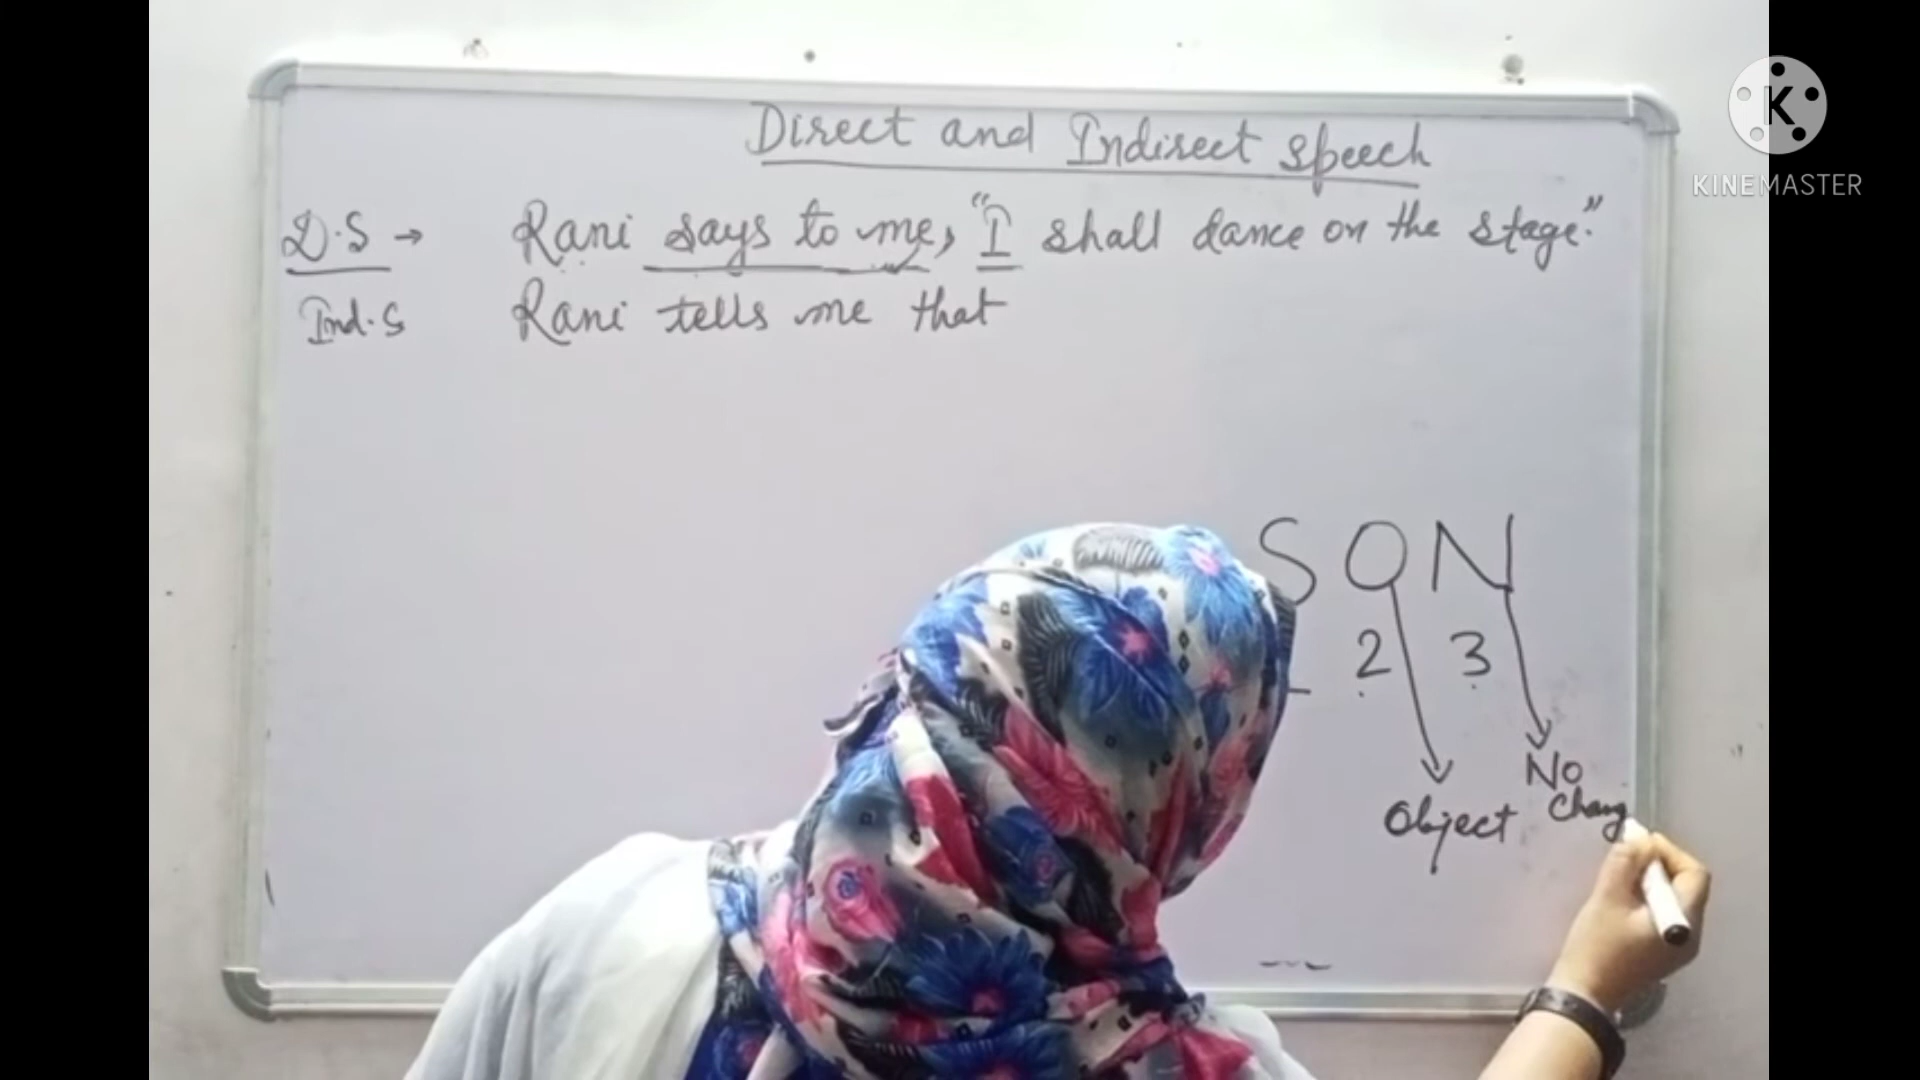 Direct and Indirect speech
D.S → Rani says to me, "I shall dance on the stage."
Ind.S Rani tells me that
SON
2 3
No
Chang
Object
KINEMASTER